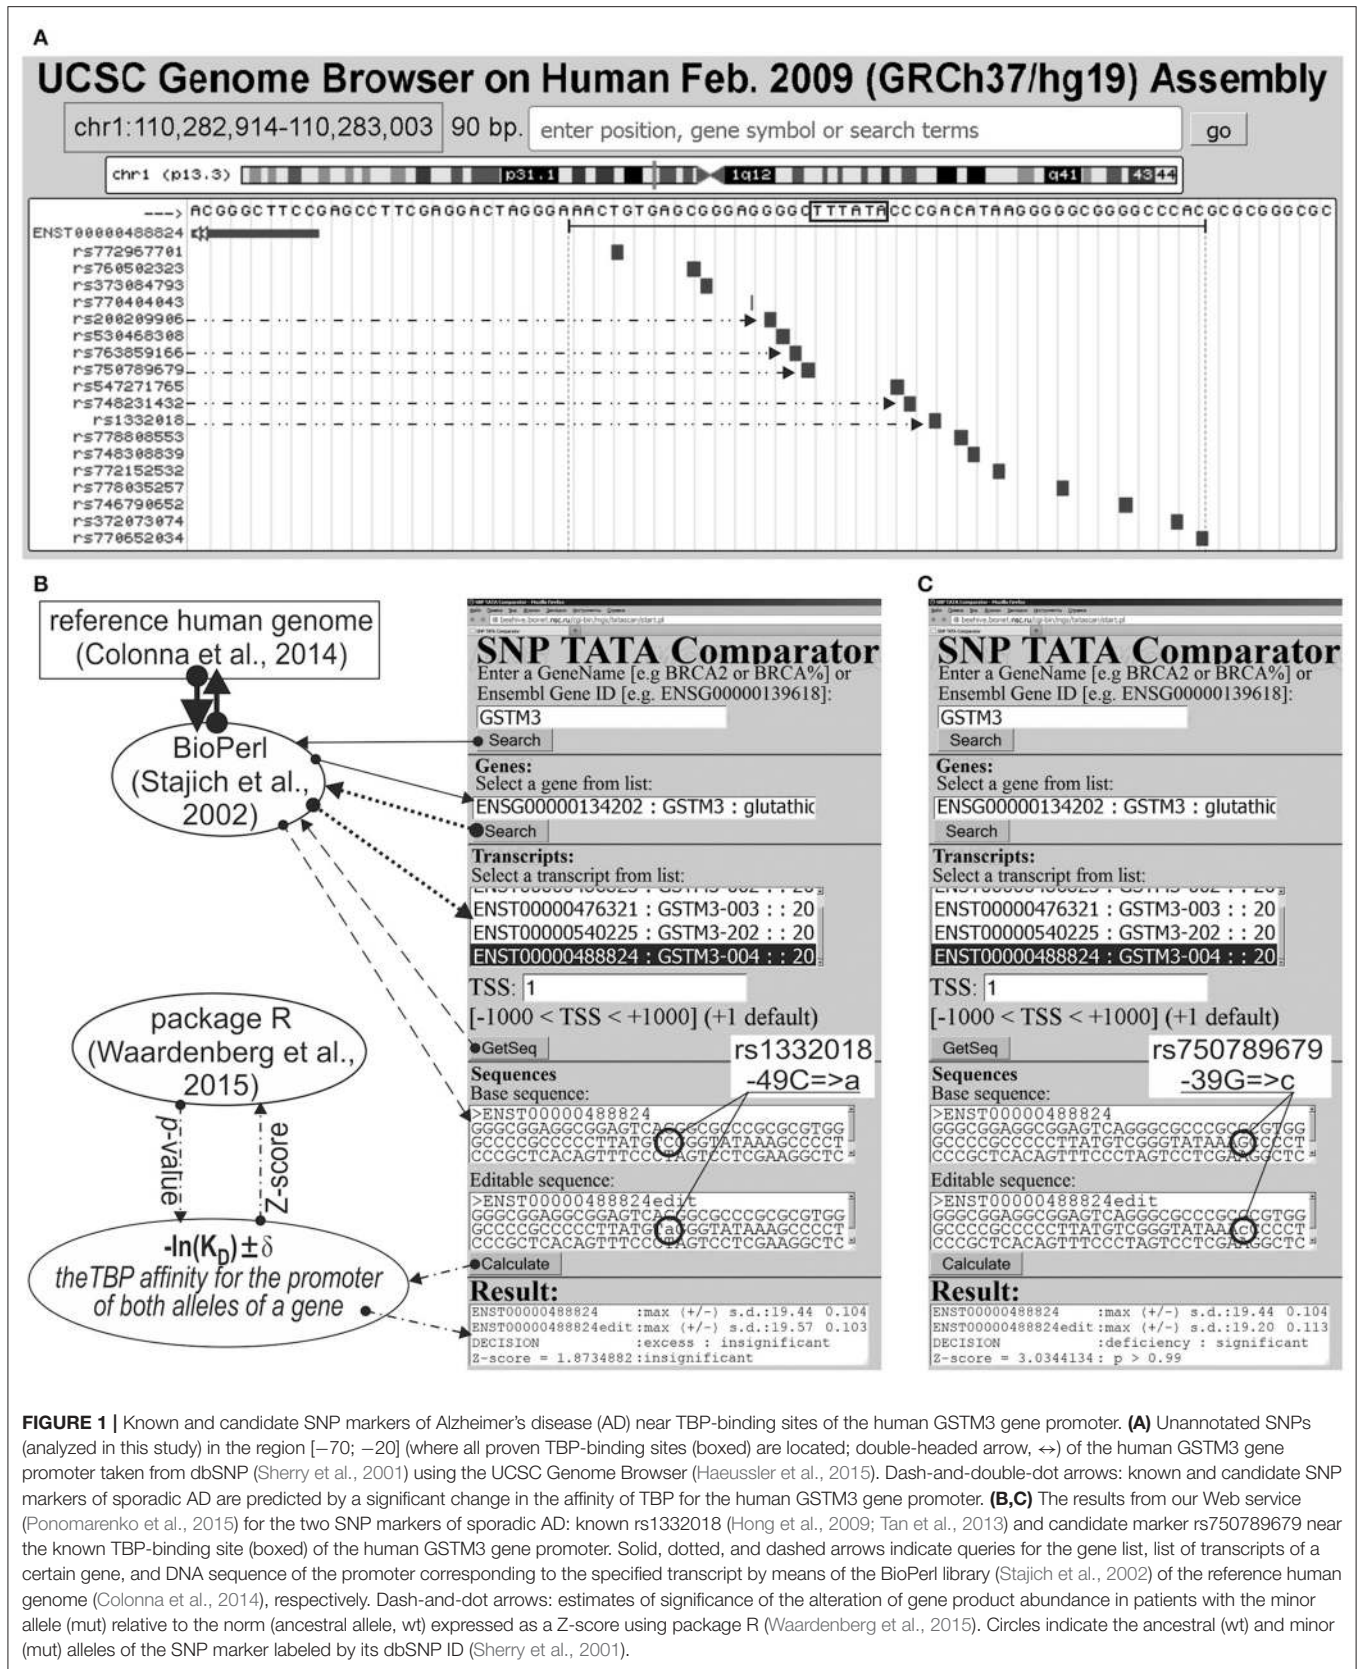 A
UCSC Genome Browser on Human Feb. 2009 (GRCh37/hg19) Assembly
chr1:110,282,914-110,283,003 90 bp. enter position, gene symbol or search terms go
chr1 (p13.3) p31.1 1q12 q41 43 44
---> ACGGGCTTCCGAGCCTTCGAGGACTAGGGAAACTGTGAGCGGGAGGGGCTTTATACCCGACATAAGGGGGCGGGGCCCACGCGCGGGCGC
ENST00000488824
rs772967701
rs760502323
rs373084793
rs770404043
rs200209906
rs530468308
rs763859166
rs750789679
rs547271765
rs748231432
rs1332018
rs778808553
rs748308839
rs772152532
rs778035257
rs746790652
rs372073074
rs770652034
B
reference human genome
(Colonna et al., 2014)
BioPerl
(Stajich et al.,
2002)
package R
(Waardenberg et al.,
2015)
p-value
Z-score
-ln(KD)±δ
the TBP affinity for the promoter
of both alleles of a gene
SNP TATA Comparator
Enter a GeneName [e.g BRCA2 or BRCA%] or
Ensembl Gene ID [e.g. ENSG00000139618]:
GSTM3
Search
Genes:
Select a gene from list:
ENSG00000134202 : GSTM3 : glutathic
Search
Transcripts:
Select a transcript from list:
ENST00000476321 : GSTM3-003 : : 20
ENST00000540225 : GSTM3-202 : : 20
ENST00000488824 : GSTM3-004 : : 20
TSS: 1
[-1000 < TSS < +1000] (+1 default)
GetSeq
rs1332018
-49C=>a
Sequences
Base sequence:
>ENST00000488824
GGGCGGAGGCGGAGTCAGGGCGCCCGCGCGTGG
GCCCCGCCCCCTTATGTCGGGTATAAAGCCCCT
CCCGCTCACAGTTTCCCTAGTCCTCGAAGGCTC
Editable sequence:
>ENST00000488824edit
GGGCGGAGGCGGAGTCAGGGCGCCCGCGCGTGG
GCCCCGCCCCCTTATGTaGGGTATAAAGCCCCT
CCCGCTCACAGTTTCCCTAGTCCTCGAAGGCTC
Calculate
Result:
ENST00000488824 :max (+/-) s.d.:19.44 0.104
ENST00000488824edit:max (+/-) s.d.:19.57 0.103
DECISION :excess : insignificant
Z-score = 1.8734882 :insignificant
C
SNP TATA Comparator
Enter a GeneName [e.g BRCA2 or BRCA%] or
Ensembl Gene ID [e.g. ENSG00000139618]:
GSTM3
Search
Genes:
Select a gene from list:
ENSG00000134202 : GSTM3 : glutathic
Search
Transcripts:
Select a transcript from list:
ENST00000476321 : GSTM3-003 : : 20
ENST00000540225 : GSTM3-202 : : 20
ENST00000488824 : GSTM3-004 : : 20
TSS: 1
[-1000 < TSS < +1000] (+1 default)
GetSeq
rs750789679
-39G=>c
Sequences
Base sequence:
>ENST00000488824
GGGCGGAGGCGGAGTCAGGGCGCCCGCGCGTGG
GCCCCGCCCCCTTATGTCGGGTATAAAGCCCCT
CCCGCTCACAGTTTCCCTAGTCCTCGAAGGCTC
Editable sequence:
>ENST00000488824edit
GGGCGGAGGCGGAGTCAGGGCGCCCGCGCGTGG
GCCCCGCCCCCTTATGTCGGGTATAAAcCCCCT
CCCGCTCACAGTTTCCCTAGTCCTCGAAGGCTC
Calculate
Result:
ENST00000488824 :max (+/-) s.d.:19.44 0.104
ENST00000488824edit:max (+/-) s.d.:19.20 0.113
DECISION :deficiency : significant
Z-score = 3.0344134 : p > 0.99
FIGURE 1 | Known and candidate SNP markers of Alzheimer's disease (AD) near TBP-binding sites of the human GSTM3 gene promoter. (A) Unannotated SNPs
(analyzed in this study) in the region [−70; −20] (where all proven TBP-binding sites (boxed) are located; double-headed arrow, ↔) of the human GSTM3 gene
promoter taken from dbSNP (Sherry et al., 2001) using the UCSC Genome Browser (Haeussler et al., 2015). Dash-and-double-dot arrows: known and candidate SNP
markers of sporadic AD are predicted by a significant change in the affinity of TBP for the human GSTM3 gene promoter. (B,C) The results from our Web service
(Ponomarenko et al., 2015) for the two SNP markers of sporadic AD: known rs1332018 (Hong et al., 2009; Tan et al., 2013) and candidate marker rs750789679 near
the known TBP-binding site (boxed) of the human GSTM3 gene promoter. Solid, dotted, and dashed arrows indicate queries for the gene list, list of transcripts of a
certain gene, and DNA sequence of the promoter corresponding to the specified transcript by means of the BioPerl library (Stajich et al., 2002) of the reference human
genome (Colonna et al., 2014), respectively. Dash-and-dot arrows: estimates of significance of the alteration of gene product abundance in patients with the minor
allele (mut) relative to the norm (ancestral allele, wt) expressed as a Z-score using package R (Waardenberg et al., 2015). Circles indicate the ancestral (wt) and minor
(mut) alleles of the SNP marker labeled by its dbSNP ID (Sherry et al., 2001).